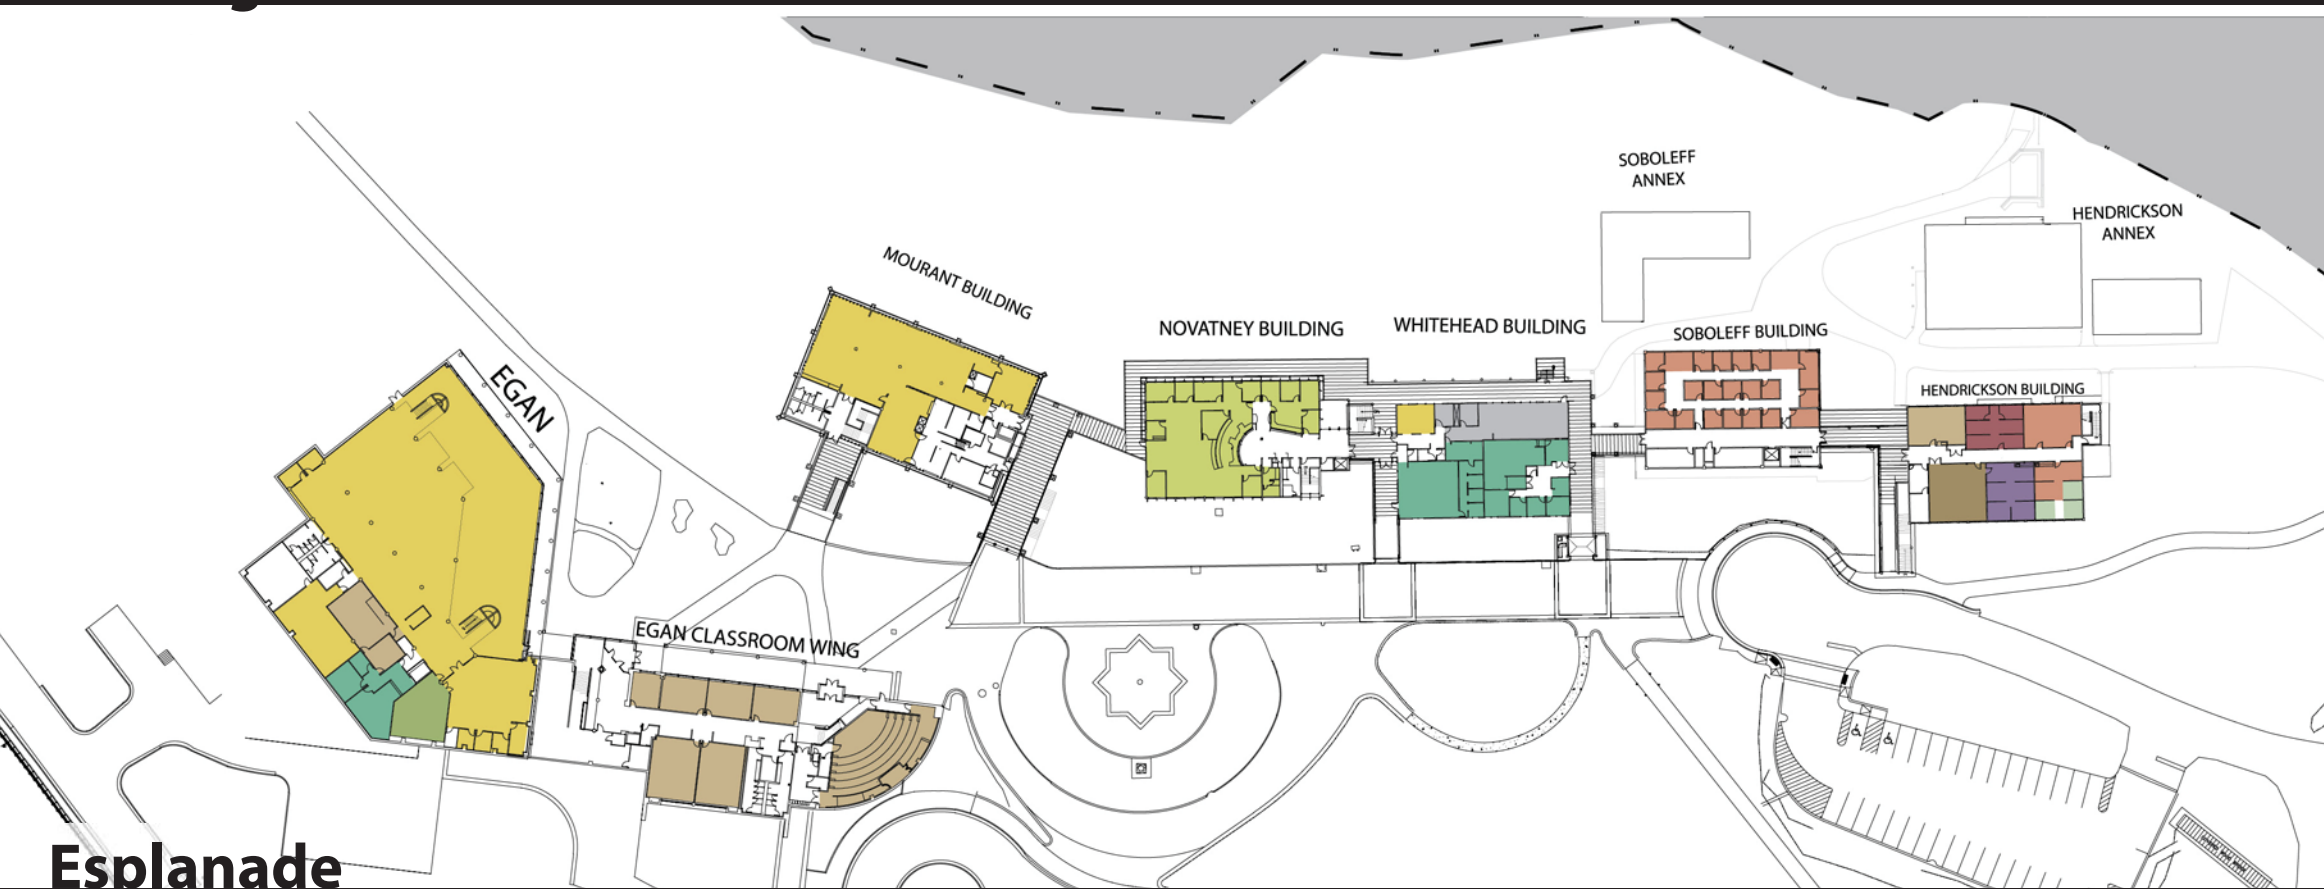 SOBOLEFF
ANNEX
HENDRICKSON
ANNEX
MOURANT BUILDING
NOVATNEY BUILDING
WHITEHEAD BUILDING
SOBOLEFF BUILDING
EGAN
HENDRICKSON BUILDING
EGAN CLASSROOM WING
Esplanade